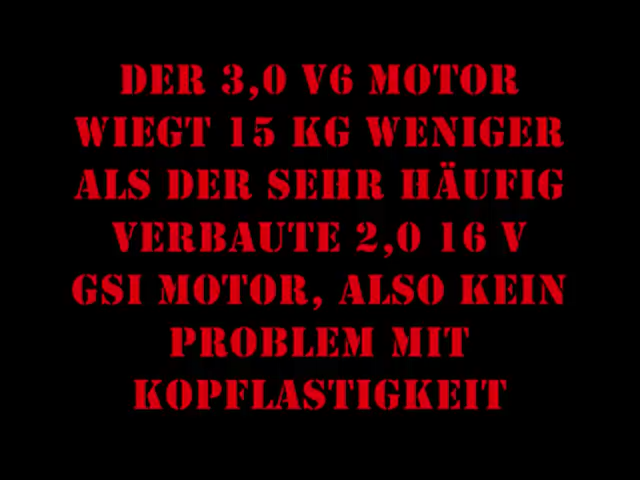 DER 3,0 V6 MOTOR
WIEGT 15 KG WENIGER
ALS DER SEHR HÄUFIG
VERBAUTE 2,0 16 V
GSI MOTOR, ALSO KEIN
PROBLEM MIT
KOPFLASTIGKEIT